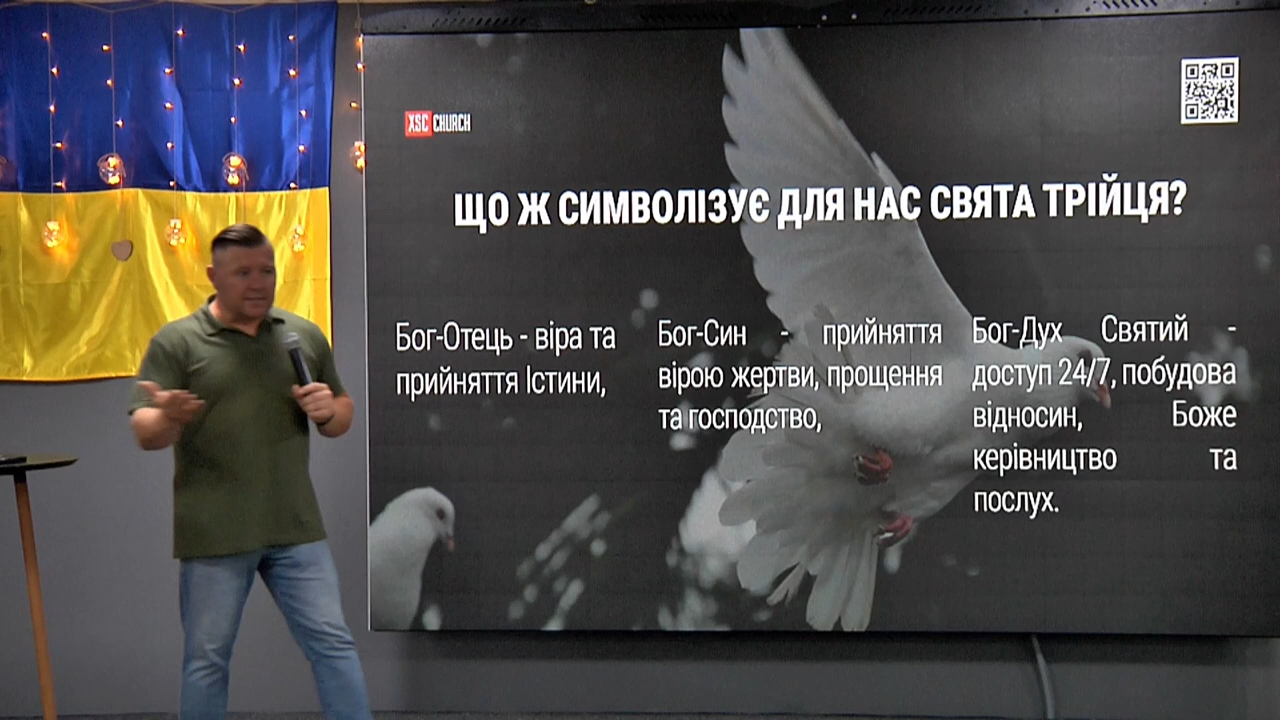 XSC CHURCH
ЩО Ж СИМВОЛІЗУЄ ДЛЯ НАС СВЯТА ТРІЙЦЯ?
Бог-Отець - віра та
прийняття Істини,
Бог-Син - прийняття
вірою жертви, прощення
та господство,
Бог-Дух Святий -
доступ 24/7, побудова
відносин, Боже
керівництво та
послух.